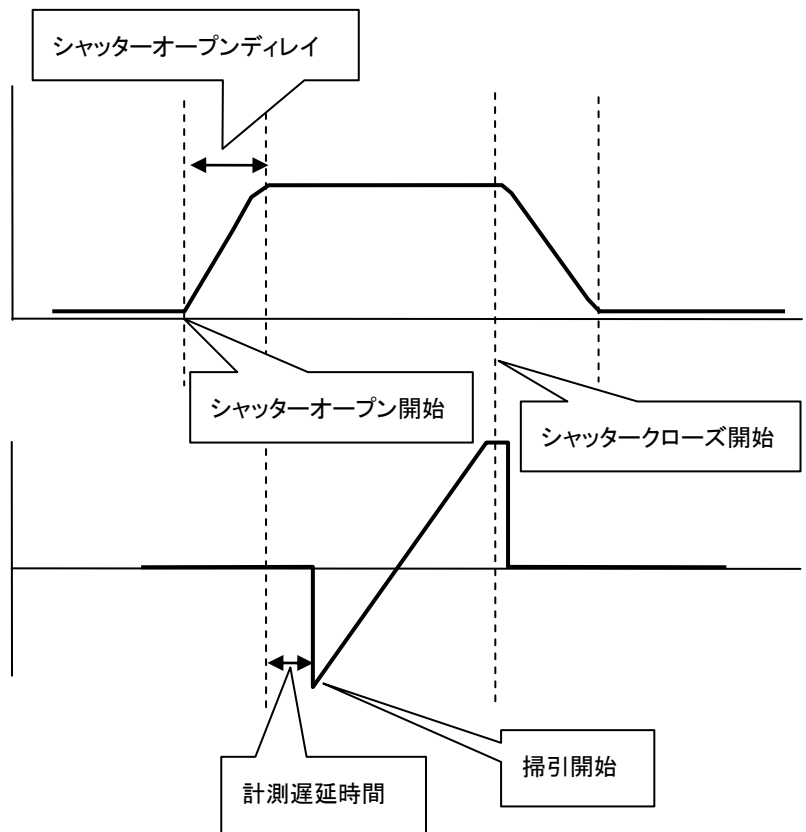 シャッターオープンディレイ
シャッターオープン開始
シャッタークローズ開始
掃引開始
計測遅延時間